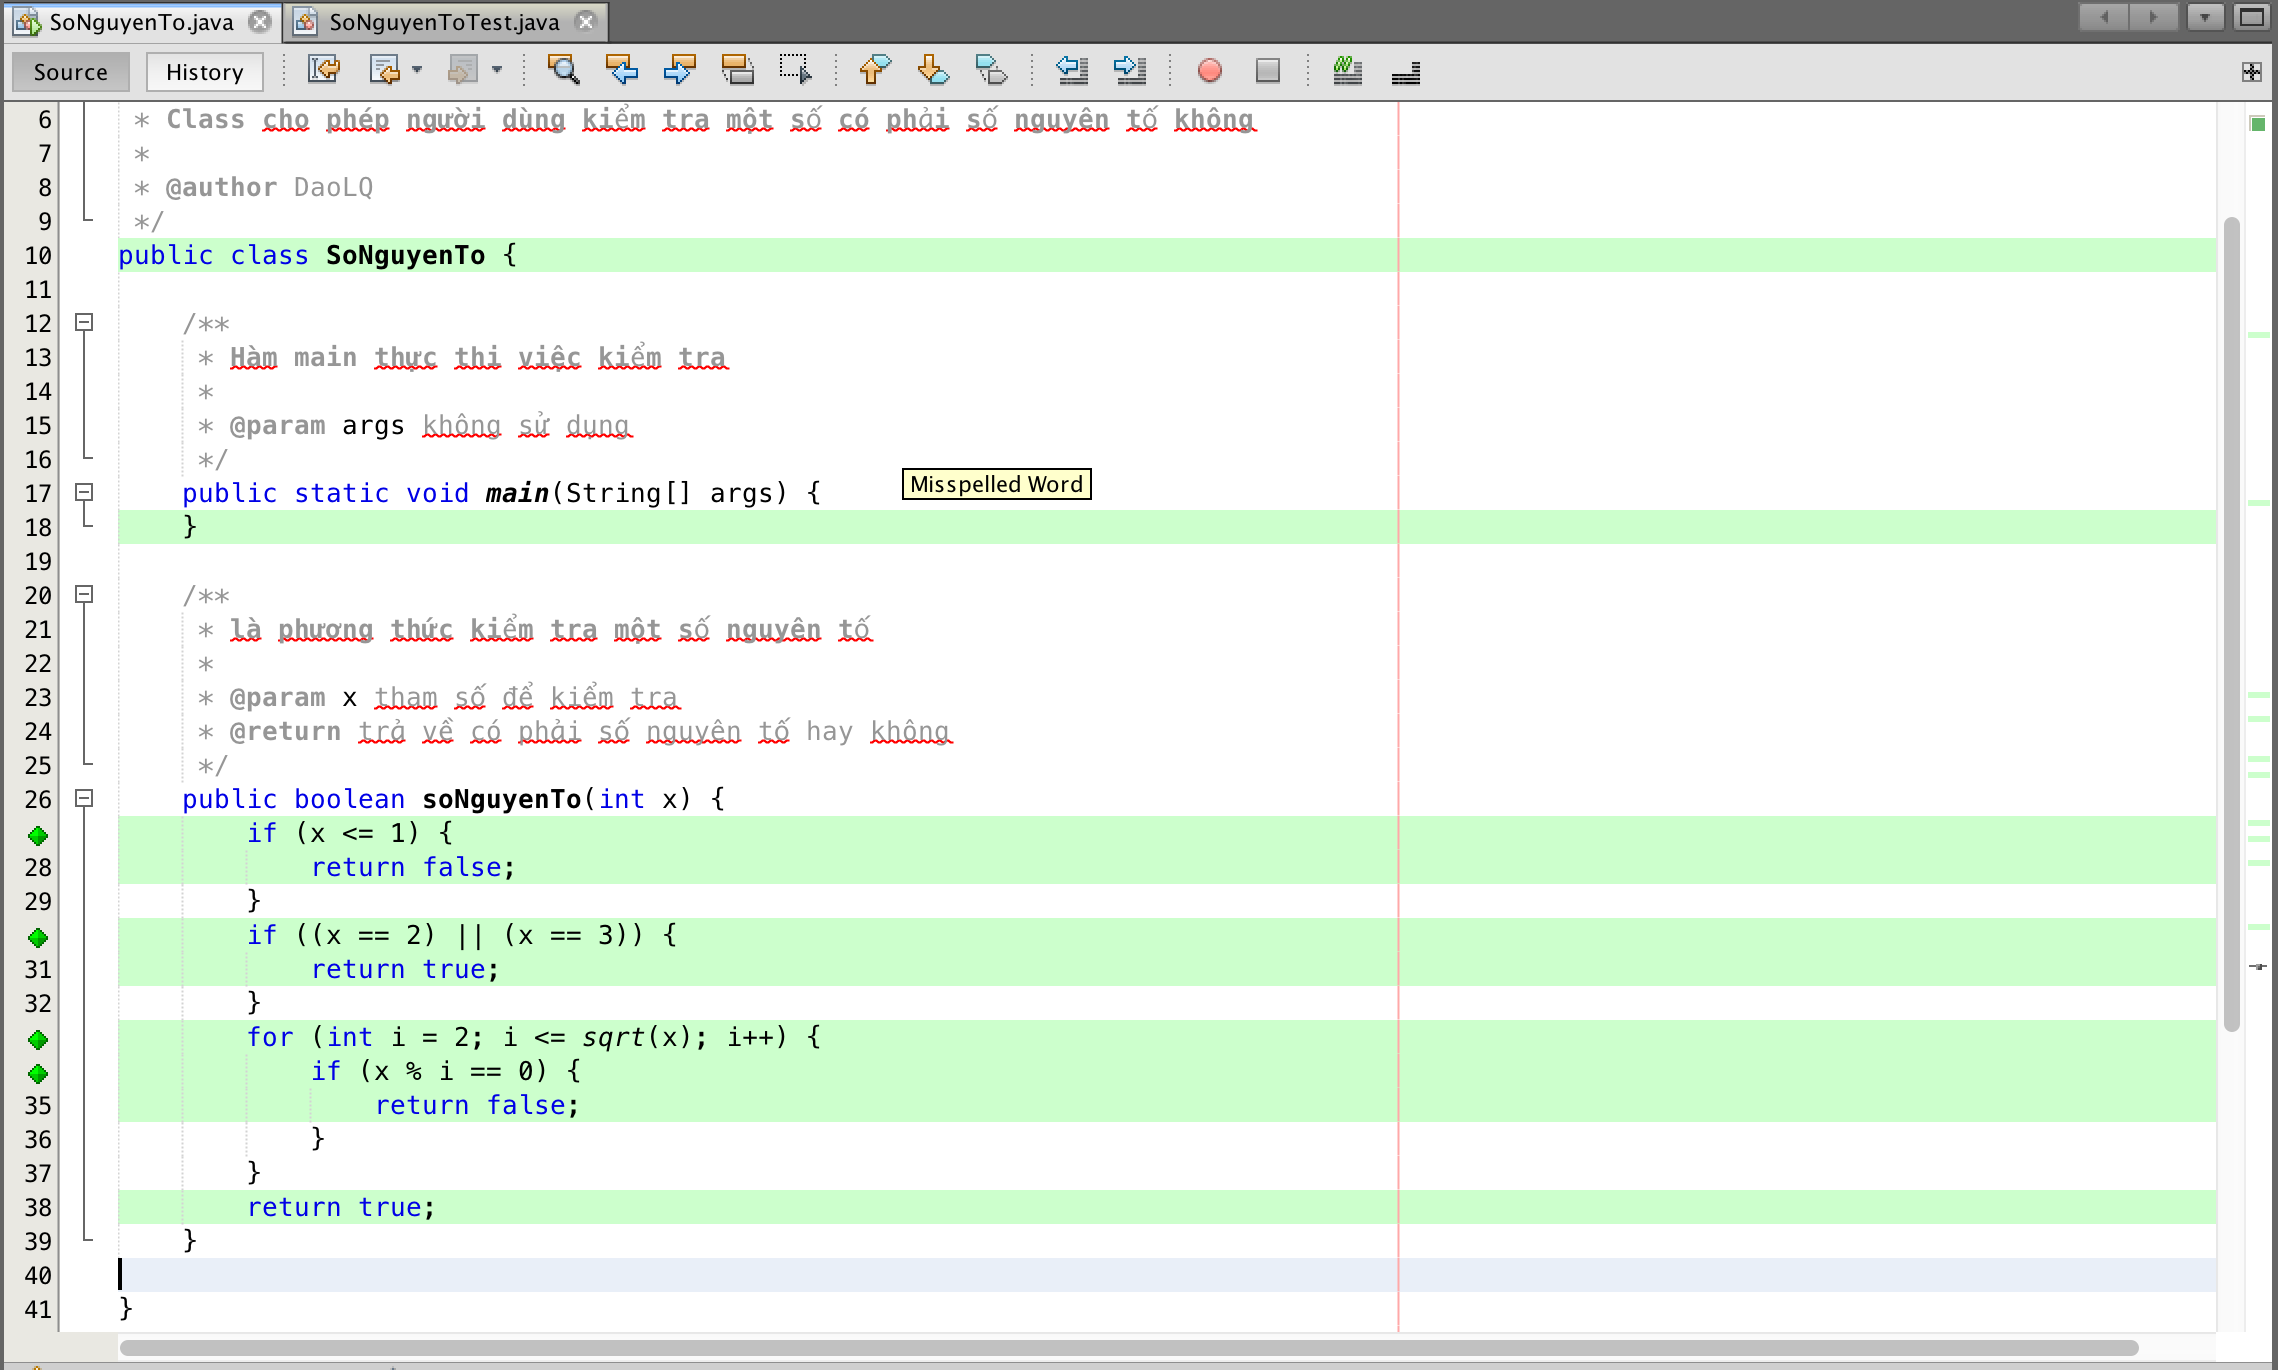 SoNguyenTo.java SoNguyenToTest.java
Source History
6 * Class cho phép người dùng kiểm tra một số có phải số nguyên tố không
7 *
8 * @author DaoLQ
9 */
10 public class SoNguyenTo {
11
12 /**
13 * Hàm main thực thi việc kiểm tra
14 *
15 * @param args không sử dụng
16 */
Misspelled Word
17 public static void main(String[] args) {
18 }
19
20 /**
21 * là phương thức kiểm tra một số nguyên tố
22 *
23 * @param x tham số để kiểm tra
24 * @return trả về có phải số nguyên tố hay không
25 */
26 public boolean soNguyenTo(int x) {
if (x <= 1) {
28 return false;
29 }
if ((x == 2) || (x == 3)) {
31 return true;
32 }
for (int i = 2; i <= sqrt(x); i++) {
if (x % i == 0) {
35 return false;
36 }
37 }
38 return true;
39 }
40
41 }